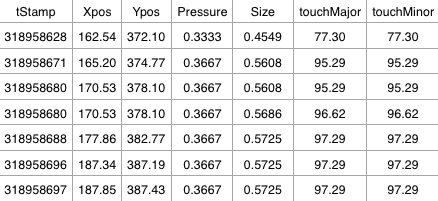 tStamp Xpos Ypos Pressure Size touchMajor touchMinor
318958628 162.54 372.10 0.3333 0.4549 77.30 77.30
318958671 165.20 374.77 0.3667 0.5608 95.29 95.29
318958680 170.53 378.10 0.3667 0.5608 95.29 95.29
318958680 170.53 378.10 0.3667 0.5686 96.62 96.62
318958688 177.86 382.77 0.3667 0.5725 97.29 97.29
318958696 187.34 387.19 0.3667 0.5725 97.29 97.29
318958697 187.85 387.43 0.3667 0.5725 97.29 97.29